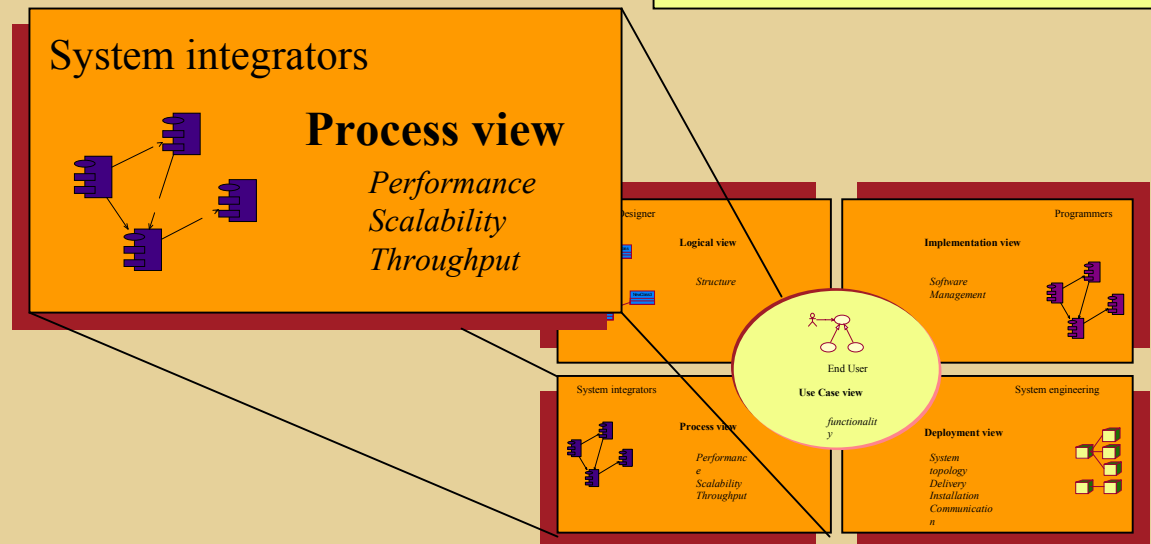 System integrators
Process view
Performance
Scalability
Throughput
Designer
Logical view
Structure
Programmers
Implementation view
Software
Management
End User
Use Case view
functionalit
y
System integrators
Process view
Performanc
e
Scalability
Throughput
System engineering
Deployment view
System
topology
Delivery
Installation
Communicatio
n